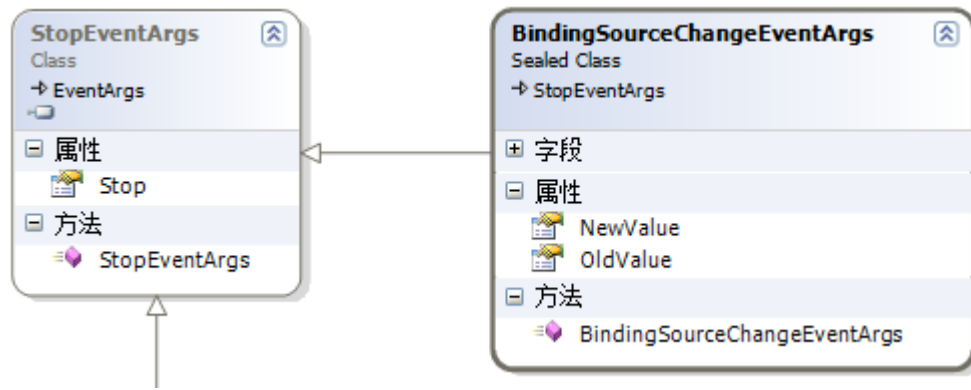 StopEventArgs
Class
EventArgs
属性
Stop
方法
StopEventArgs
BindingSourceChangeEventArgs
Sealed Class
StopEventArgs
字段
属性
NewValue
OldValue
方法
BindingSourceChangeEventArgs